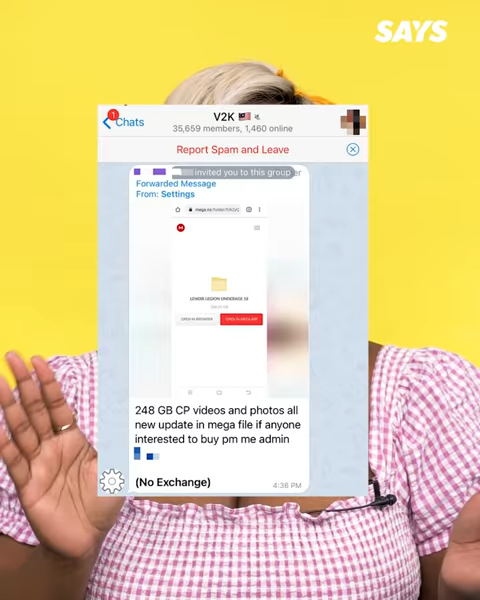 SAYS
1
Chats
V2K
35,659 members, 1,460 online
Report Spam and Leave
invited you to this group
Forwarded Message
From: Settings
248 GB CP videos and photos all
new update in mega file if anyone
interested to buy pm me admin
(No Exchange)
4:36 PM